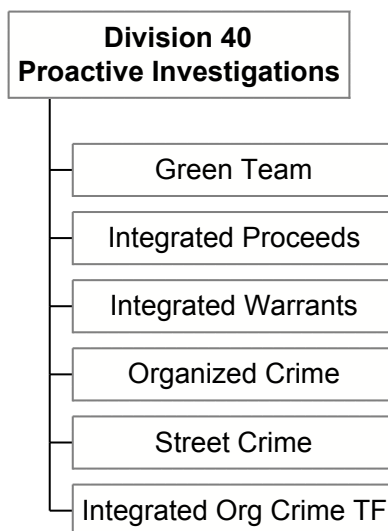 Division 40
Proactive Investigations
Green Team
Integrated Proceeds
Integrated Warrants
Organized Crime
Street Crime
Integrated Org Crime TF